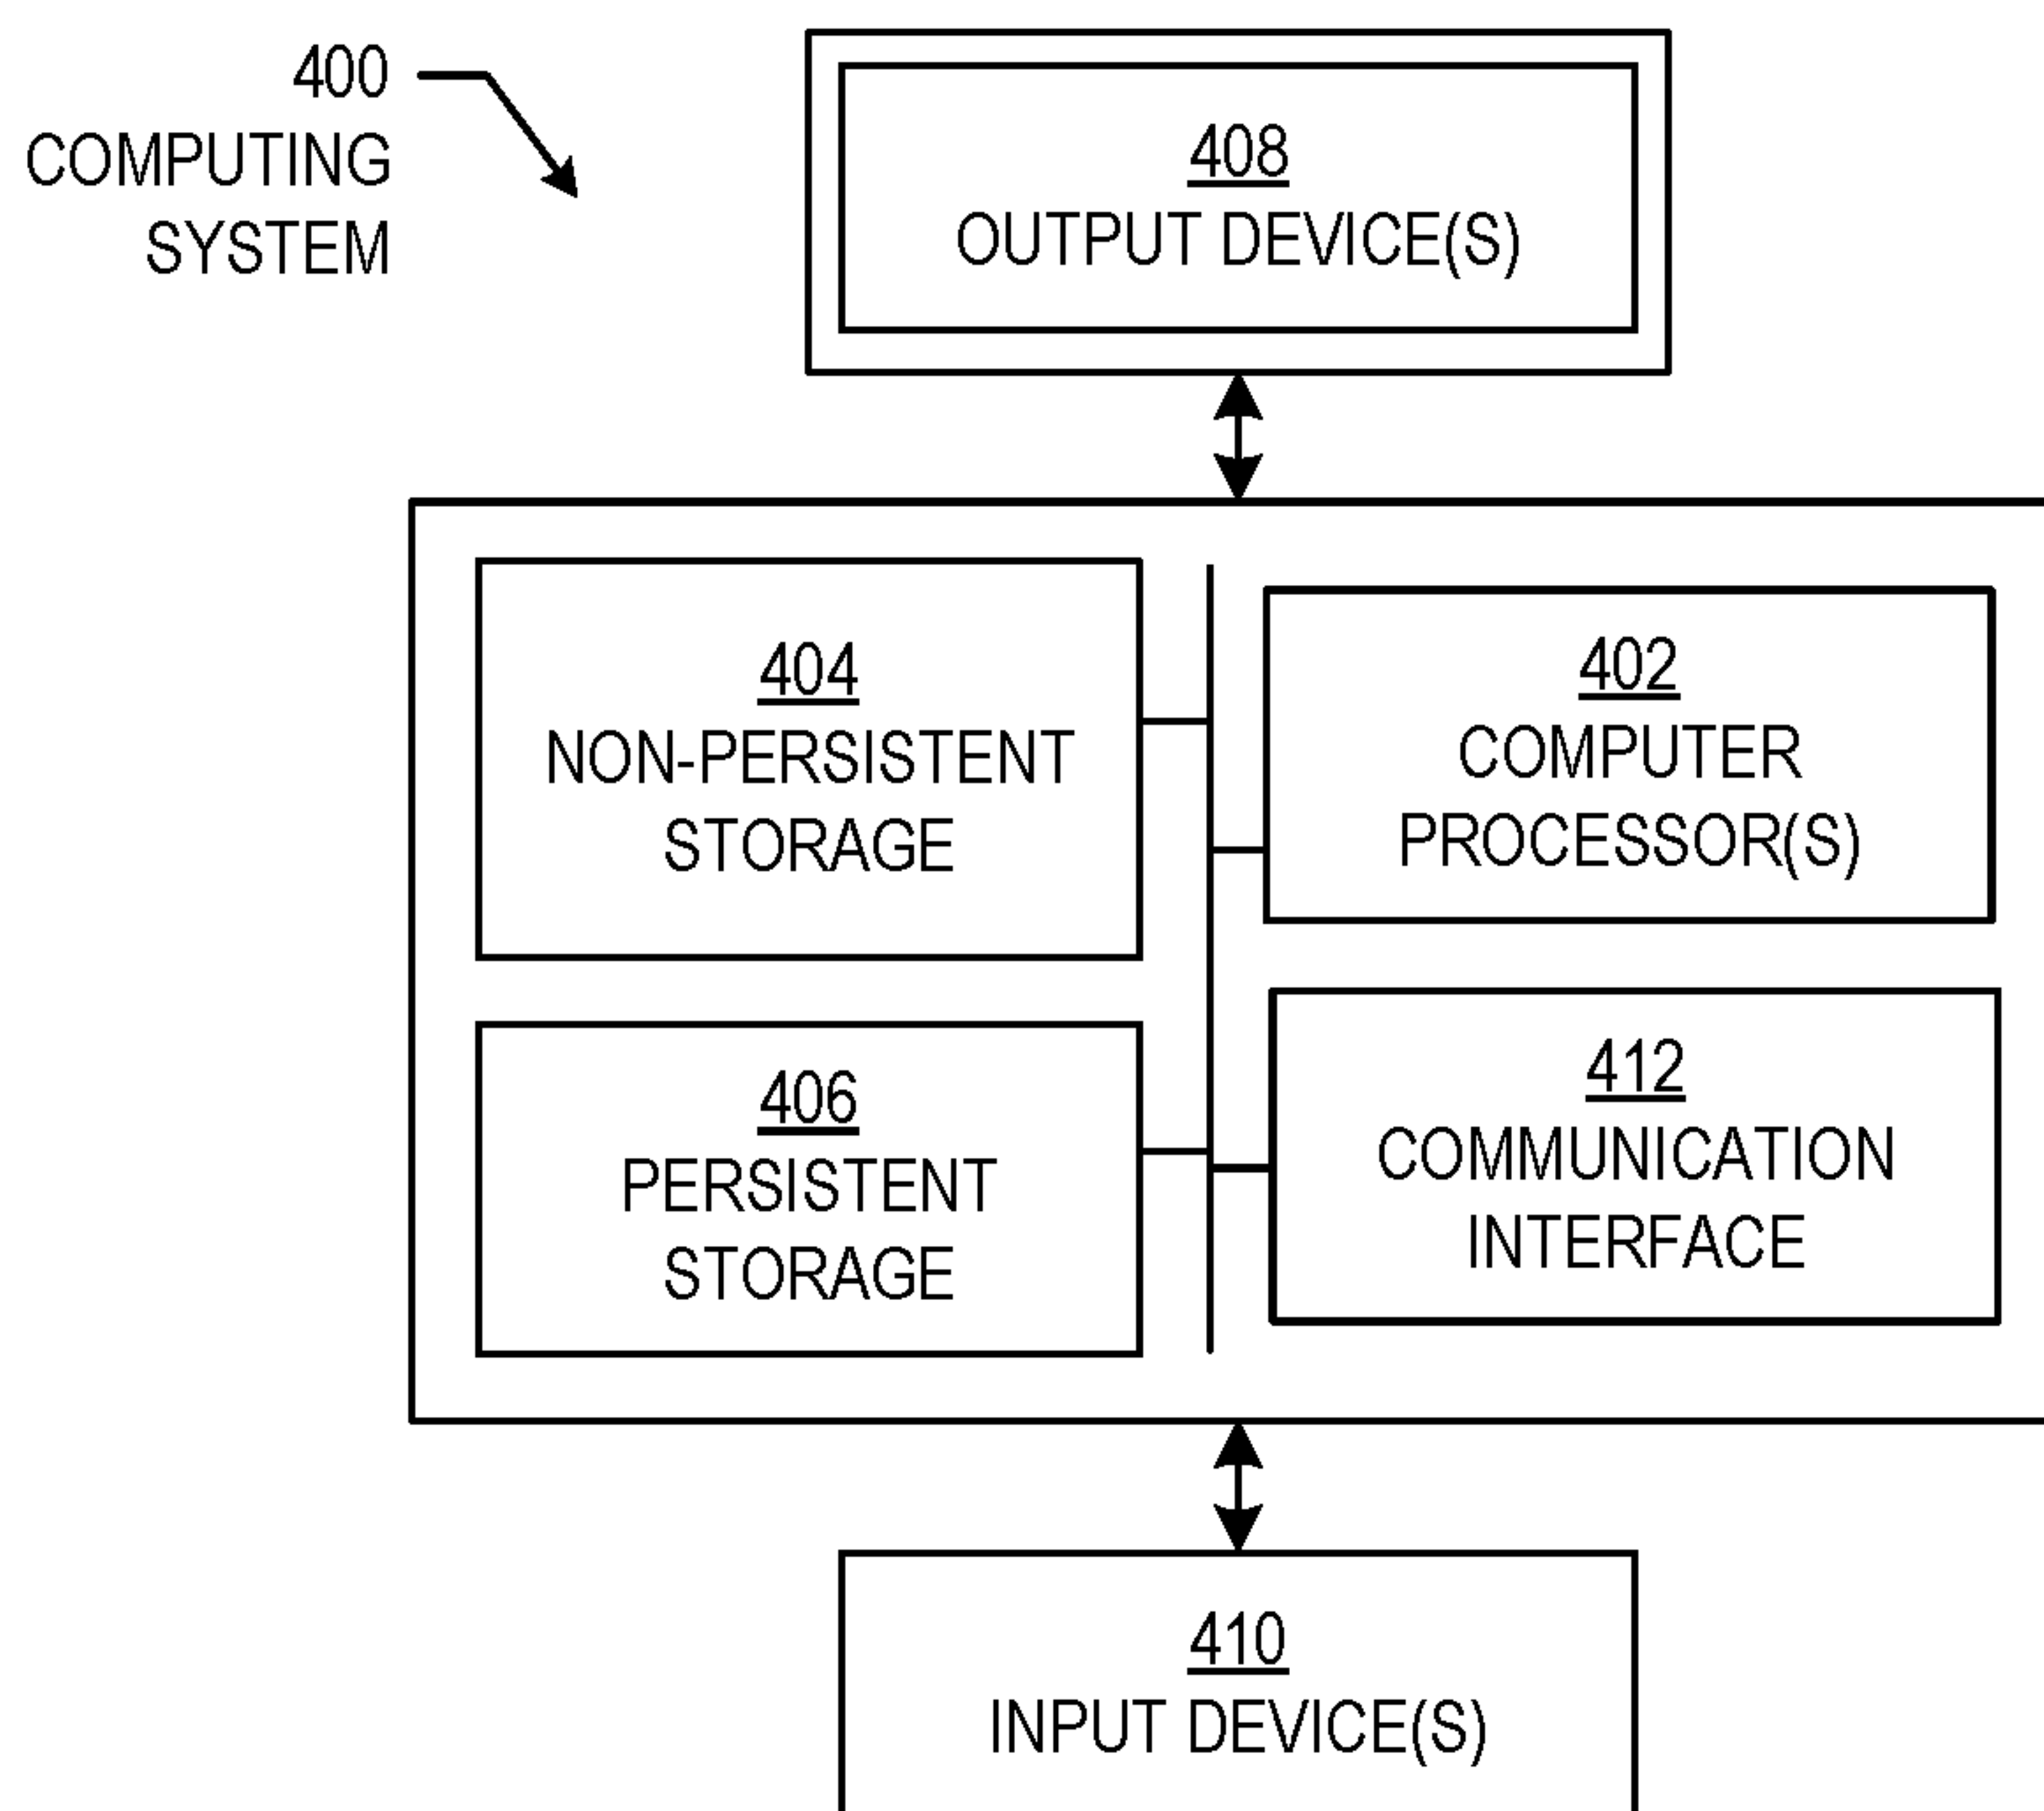 400
COMPUTING
SYSTEM
408
OUTPUT DEVICE(S)
404
NON-PERSISTENT
STORAGE
402
COMPUTER
PROCESSOR(S)
406
PERSISTENT
STORAGE
412
COMMUNICATION
INTERFACE
410
INPUT DEVICE(S)